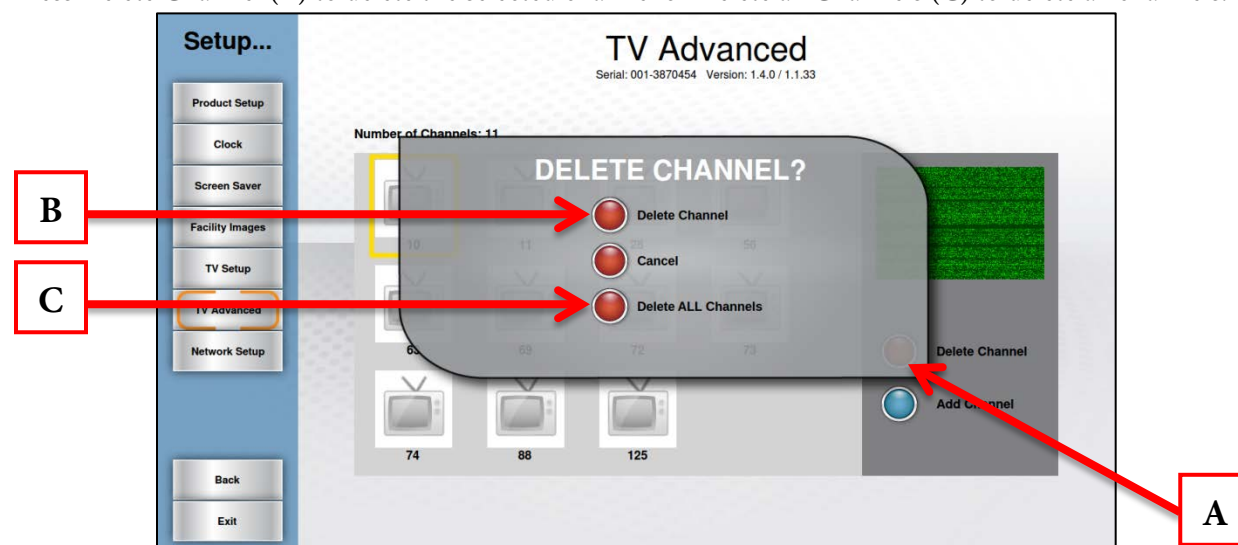 Press Delete Channel (B) to delete the selected channel or Delete all Channels (C) to delete all channels.
Setup...
TV Advanced
Serial: 001-3870454 Version: 1.4.0 / 1.1.33
Product Setup
Clock
Screen Saver
Facility Images
TV Setup
TV Advanced
Network Setup
Back
Exit
Number of Channels: 11
DELETE CHANNEL?
Delete Channel
Cancel
Delete ALL Channels
10 11 28 56
69 72 73
74 88 125
Delete Channel
Add Channel
B
C
A